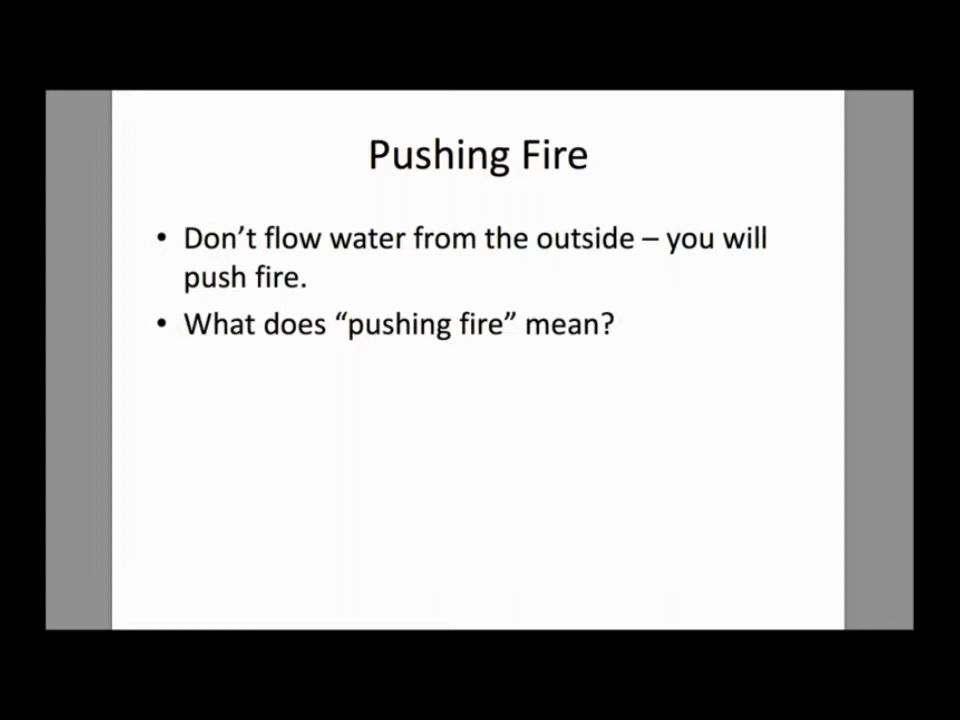 Pushing Fire
• Don’t flow water from the outside – you will
push fire.
• What does “pushing fire” mean?